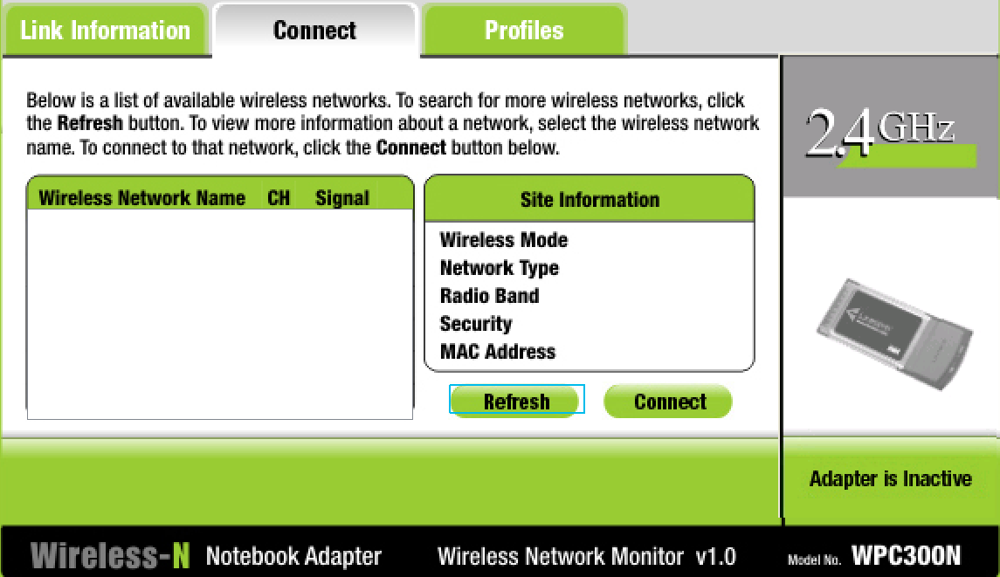 Link Information
Connect
Profiles
Below is a list of available wireless networks. To search for more wireless networks, click
the Refresh button. To view more information about a network, select the wireless network
name. To connect to that network, click the Connect button below.
2.4GHz
Wireless Network Name CH Signal
Site Information
Wireless Mode
Network Type
Radio Band
Security
MAC Address
Refresh
Connect
Adapter is Inactive
Wireless-N Notebook Adapter Wireless Network Monitor v1.0 Model No. WPC300N